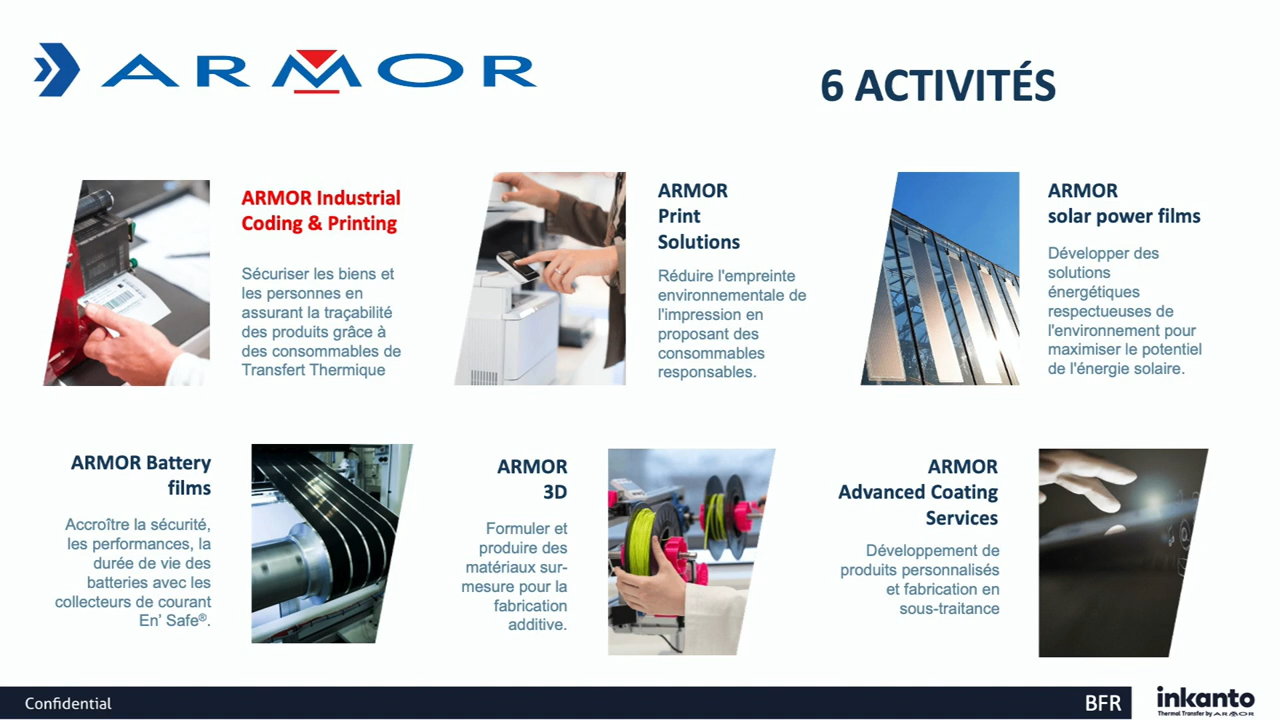 ARMOR
6 ACTIVITÉS
ARMOR Industrial
Coding & Printing
Sécuriser les biens et
les personnes en
assurant la traçabilité
des produits grâce à
des consommables de
Transfert Thermique
ARMOR
Print
Solutions
Réduire l'empreinte
environnementale de
l'impression en
proposant des
consommables
responsables.
ARMOR
solar power films
Développer des
solutions
énergétiques
respectueuses de
l'environnement pour
maximiser le potentiel
de l'énergie solaire.
ARMOR Battery
films
Accroître la sécurité,
les performances, la
durée de vie des
batteries avec les
collecteurs de courant
En' Safe®.
ARMOR
3D
Formuler et
produire des
matériaux sur-
mesure pour la
fabrication
additive.
ARMOR
Advanced Coating
Services
Développement de
produits personnalisés
et fabrication en
sous-traitance
Confidential
BFR
inkanto
Thermal Transfer by ARMOR